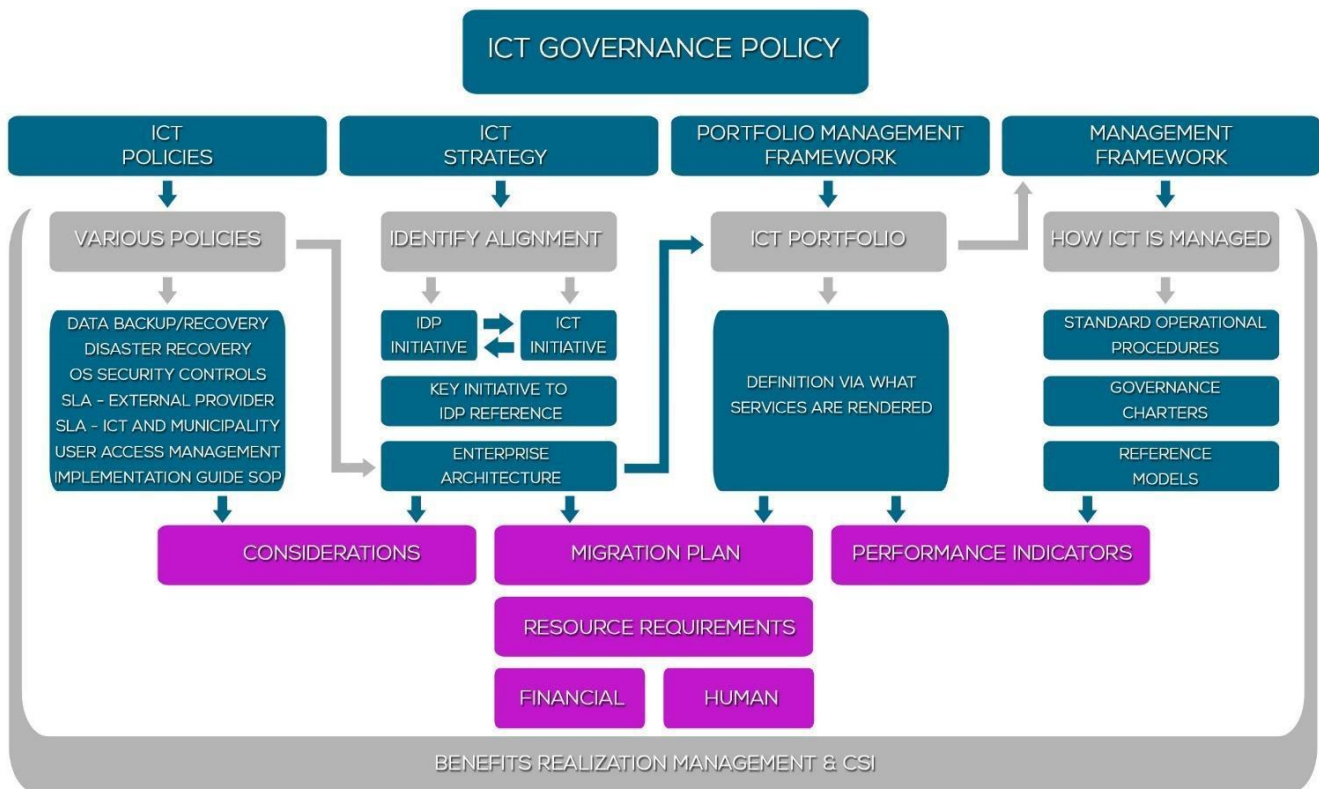 ICT GOVERNANCE POLICY
ICT
POLICIES
ICT
STRATEGY
PORTFOLIO MANAGEMENT
FRAMEWORK
MANAGEMENT
FRAMEWORK
VARIOUS POLICIES
IDENTIFY ALIGNMENT
ICT PORTFOLIO
HOW ICT IS MANAGED
DATA BACKUP/RECOVERY
DISASTER RECOVERY
OS SECURITY CONTROLS
SLA – EXTERNAL PROVIDER
SLA - ICT AND MUNICIPALITY
USER ACCESS MANAGEMENT
IMPLEMENTATION GUIDE SOP
IDP
INITIATIVE
ICT
INITIATIVE
KEY INITIATIVE TO
IDP REFERENCE
ENTERPRISE
ARCHITECTURE
DEFINITION VIA WHAT
SERVICES ARE RENDERED
STANDARD OPERATIONAL
PROCEDURES
GOVERNANCE
CHARTERS
REFERENCE
MODELS
CONSIDERATIONS
MIGRATION PLAN
PERFORMANCE INDICATORS
RESOURCE REQUIREMENTS
FINANCIAL
HUMAN
BENEFITS REALIZATION MANAGEMENT & CSI